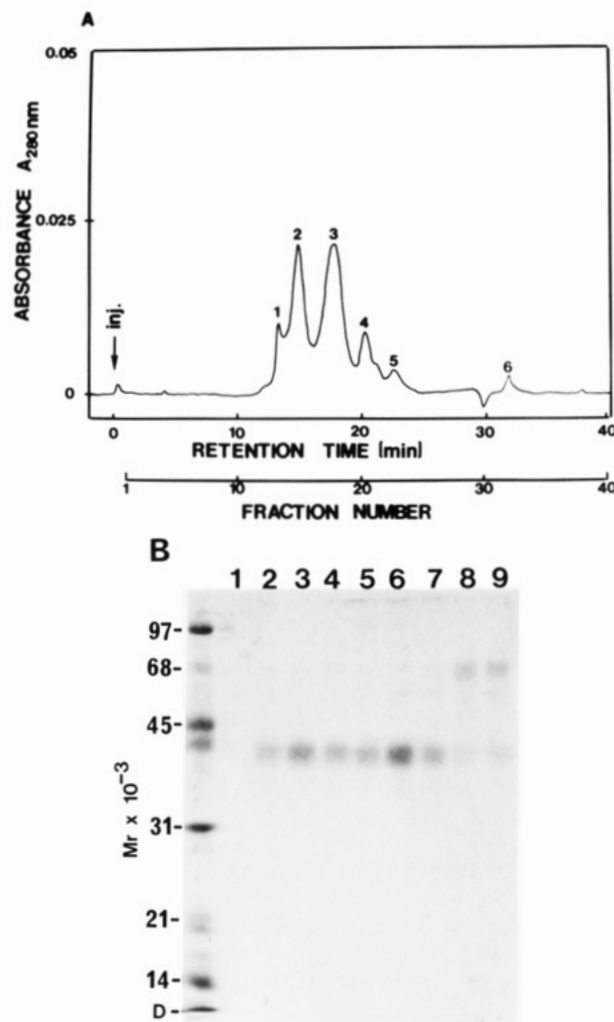 A
0.05
0.025
0
ABSORBANCE A280nm
inj.
1
2
3
4
5
6
0 10 20 30 40
RETENTION TIME (min)
1 10 20 30 40
FRACTION NUMBER
B
1 2 3 4 5 6 7 8 9
97-
68-
45-
31-
21-
14-
D-
Mr x 10-3